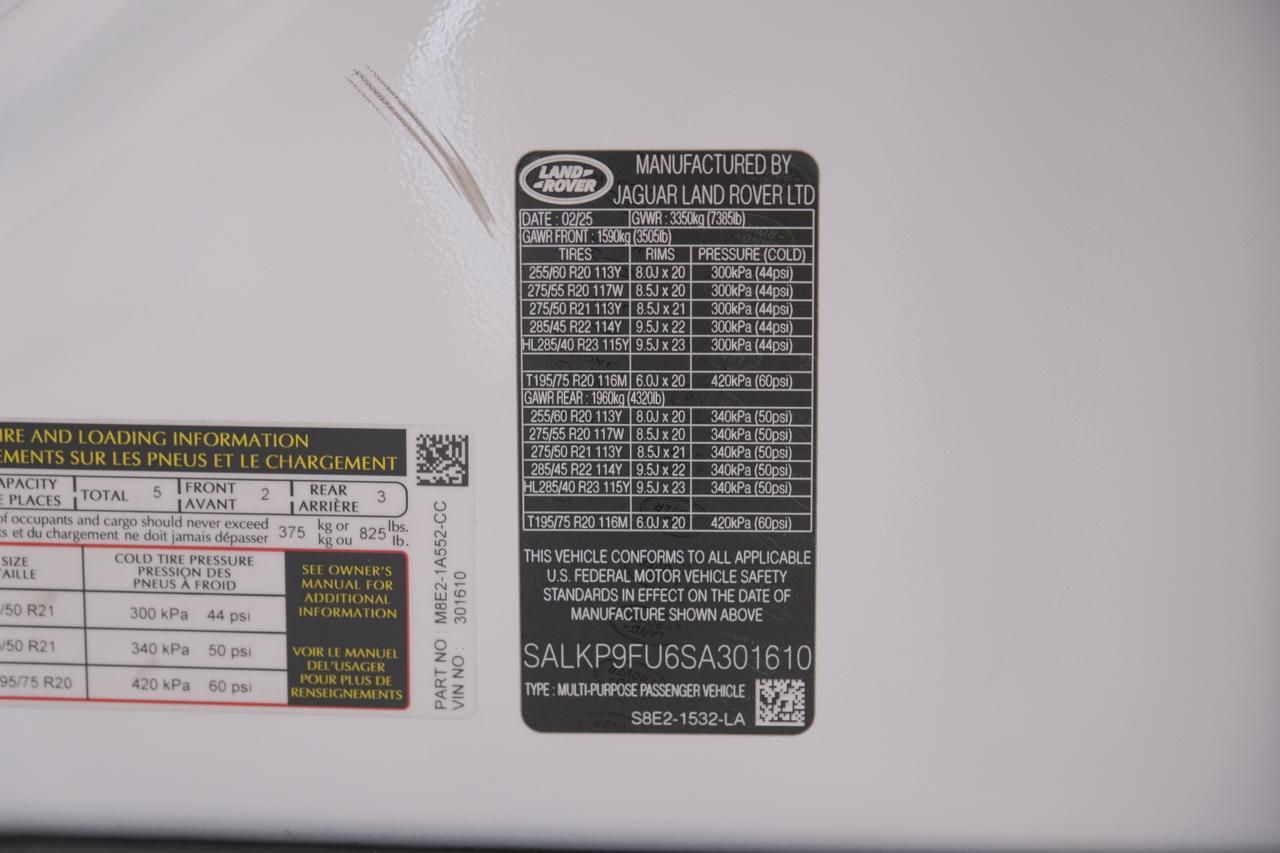 LAND
ROVER
MANUFACTURED BY
JAGUAR LAND ROVER LTD
DATE : 02/25 GVWR : 3350kg (7385lb)
GAWR FRONT : 1590kg (3505lb)
TIRES RIMS PRESSURE (COLD)
255/60 R20 113Y 8.0J x 20 300kPa (44psi)
275/55 R20 117W 8.5J x 20 300kPa (44psi)
275/50 R21 113Y 8.5J x 21 300kPa (44psi)
285/45 R22 114Y 9.5J x 22 300kPa (44psi)
HL285/40 R23 115Y 9.5J x 23 300kPa (44psi)
T195/75 R20 116M 6.0J x 20 420kPa (60psi)
GAWR REAR : 1960kg (4320lb)
255/60 R20 113Y 8.0J x 20 340kPa (50psi)
275/55 R20 117W 8.5J x 20 340kPa (50psi)
275/50 R21 113Y 8.5J x 21 340kPa (50psi)
285/45 R22 114Y 9.5J x 22 340kPa (50psi)
HL285/40 R23 115Y 9.5J x 23 340kPa (50psi)
T195/75 R20 116M 6.0J x 20 420kPa (60psi)
THIS VEHICLE CONFORMS TO ALL APPLICABLE
U.S. FEDERAL MOTOR VEHICLE SAFETY
STANDARDS IN EFFECT ON THE DATE OF
MANUFACTURE SHOWN ABOVE
SALKP9FU6SA301610
TYPE : MULTI-PURPOSE PASSENGER VEHICLE
S8E2-1532-LA
IRE AND LOADING INFORMATION
EMENTS SUR LES PNEUS ET LE CHARGEMENT
APACITY
E PLACES
TOTAL 5
FRONT
AVANT 2
REAR
ARRIÈRE 3
of occupants and cargo should never exceed
ts et du chargement ne doit jamais dépasser
375 kg or
kg ou
825 lbs.
lb.
SIZE
AILLE
COLD TIRE PRESSURE
PRESSION DES
PNEUS À FROID
/50 R21 300 kPa 44 psi
/50 R21 340 kPa 50 psi
95/75 R20 420 kPa 60 psi
SEE OWNER'S
MANUAL FOR
ADDITIONAL
INFORMATION
VOIR LE MANUEL
DEL'USAGER
POUR PLUS DE
RENSEIGNEMENTS
PART NO : M8E2-1A552-CC
VIN NO : 301610